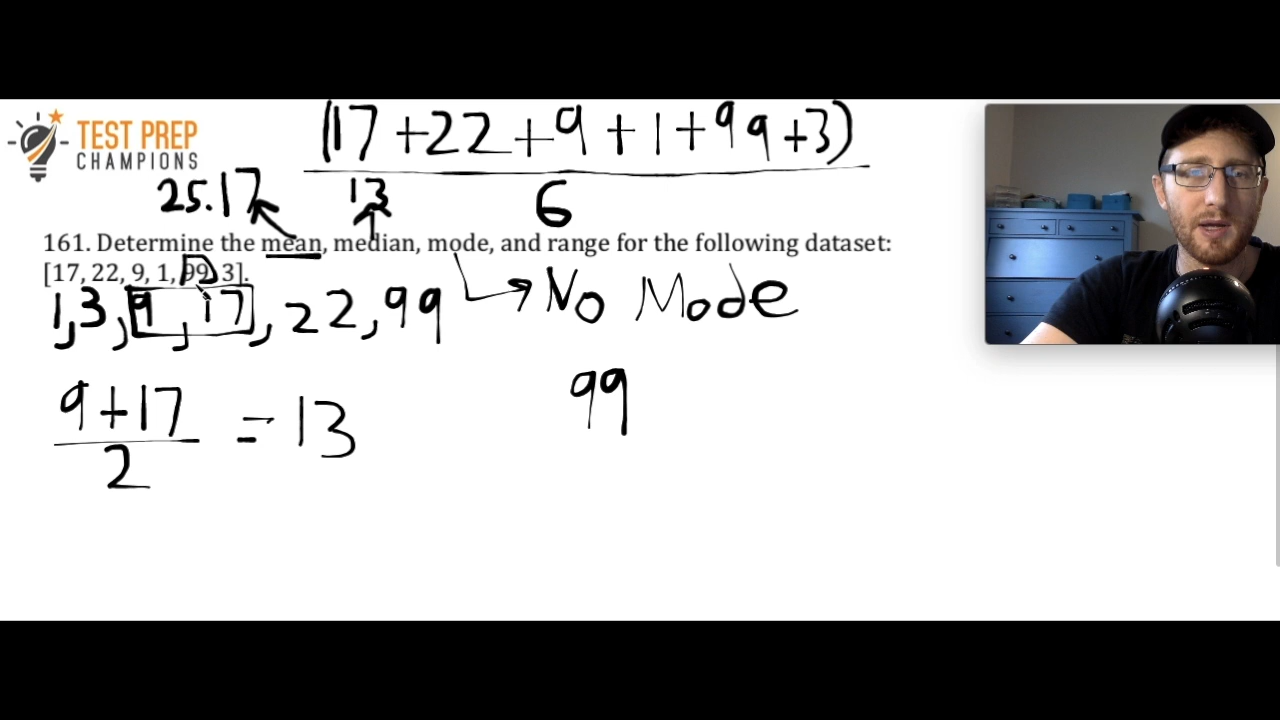 TEST PREP
CHAMPIONS
(17+22+9+1+99+3)
6
25.17
13
161. Determine the mean, median, mode, and range for the following dataset:
[17, 22, 9, 1, 99, 3].
1,3,9,17,22,99
No Mode
9+17
2
=13
99